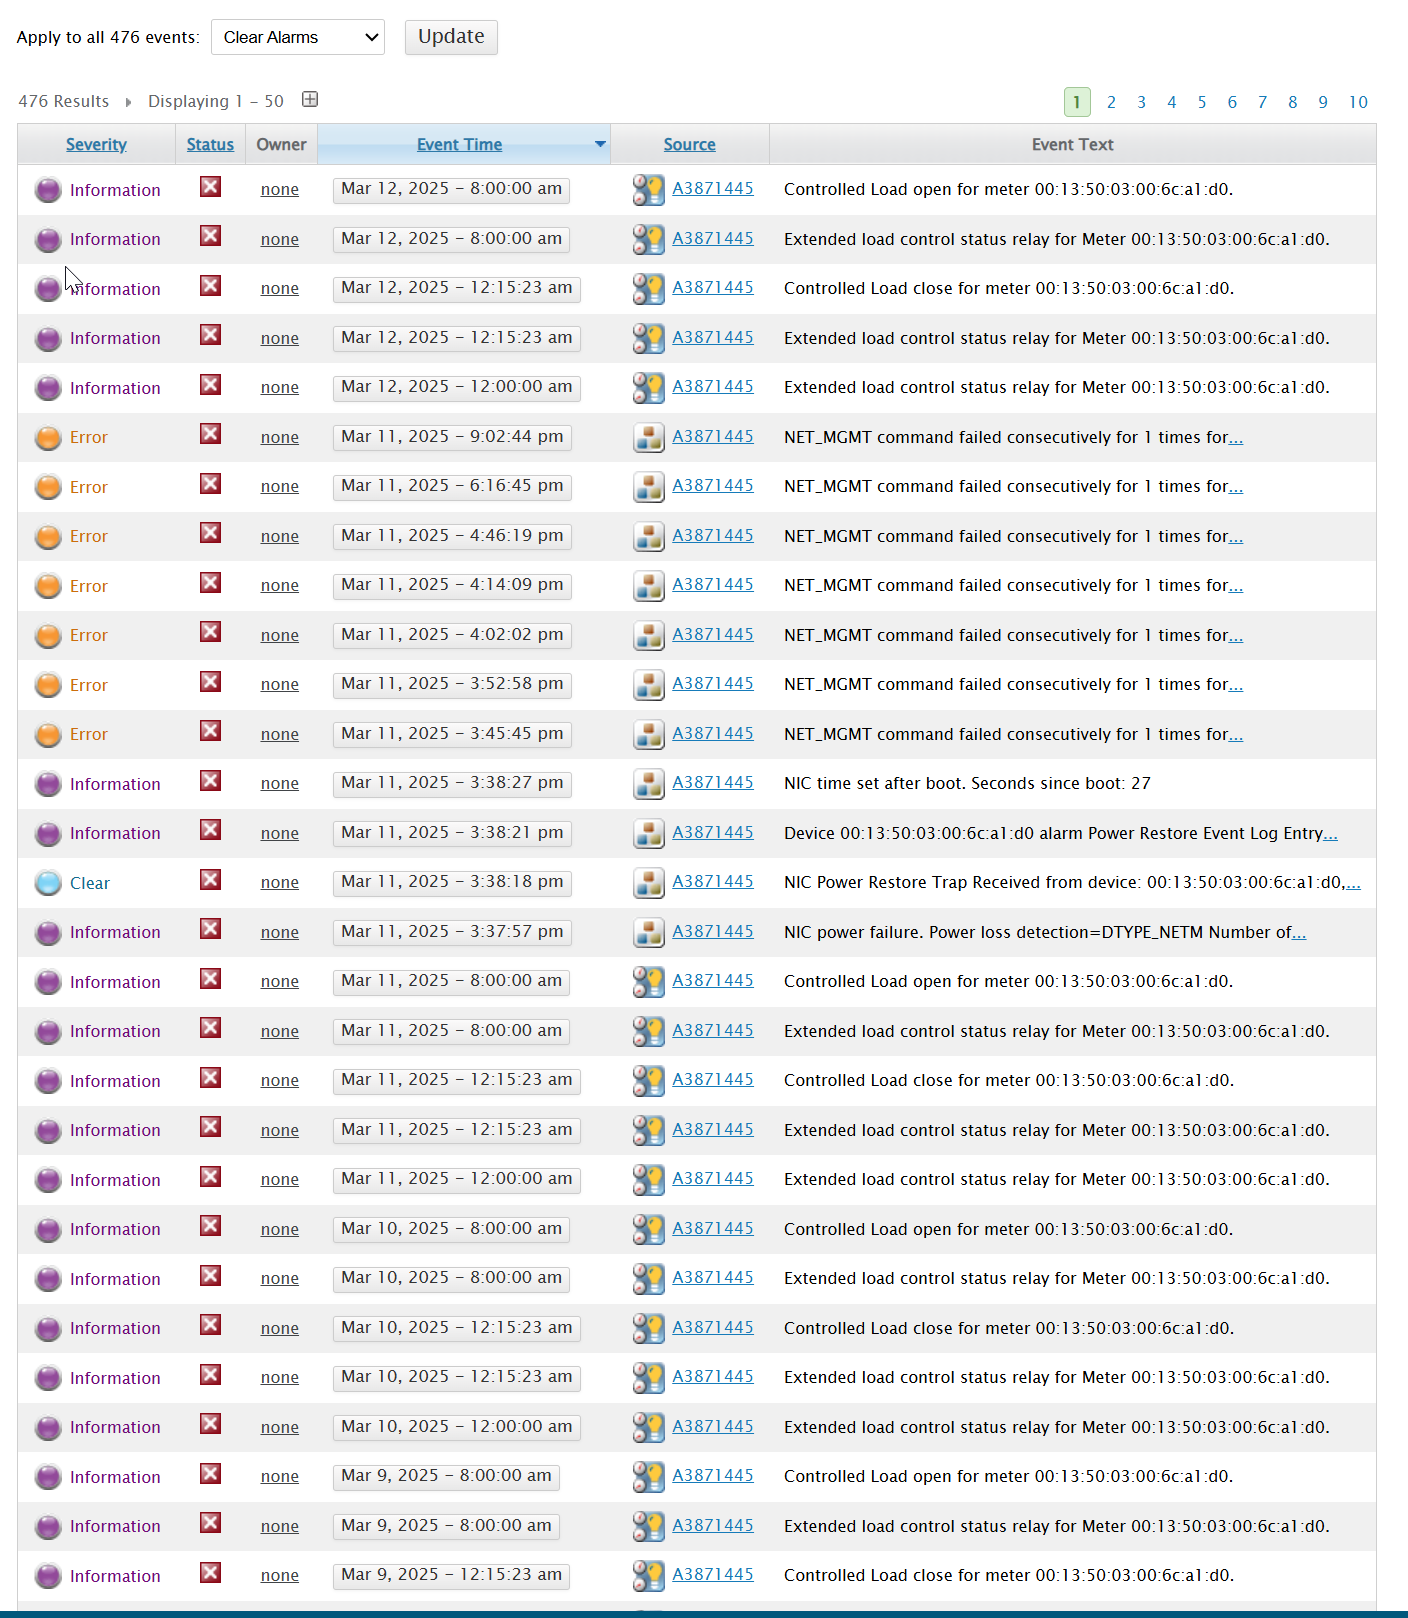 Apply to all 476 events: Clear Alarms Update
476 Results Displaying 1 – 50 1 2 3 4 5 6 7 8 9 10
Severity Status Owner Event Time Source Event Text
Information none Mar 12, 2025 – 8:00:00 am A3871445 Controlled Load open for meter 00:13:50:03:00:6c:a1:d0.
Information none Mar 12, 2025 – 8:00:00 am A3871445 Extended load control status relay for Meter 00:13:50:03:00:6c:a1:d0.
Information none Mar 12, 2025 – 12:15:23 am A3871445 Controlled Load close for meter 00:13:50:03:00:6c:a1:d0.
Information none Mar 12, 2025 – 12:15:23 am A3871445 Extended load control status relay for Meter 00:13:50:03:00:6c:a1:d0.
Information none Mar 12, 2025 – 12:00:00 am A3871445 Extended load control status relay for Meter 00:13:50:03:00:6c:a1:d0.
Error none Mar 11, 2025 – 9:02:44 pm A3871445 NET_MGMT command failed consecutively for 1 times for...
Error none Mar 11, 2025 – 6:16:45 pm A3871445 NET_MGMT command failed consecutively for 1 times for...
Error none Mar 11, 2025 – 4:46:19 pm A3871445 NET_MGMT command failed consecutively for 1 times for...
Error none Mar 11, 2025 – 4:14:09 pm A3871445 NET_MGMT command failed consecutively for 1 times for...
Error none Mar 11, 2025 – 4:02:02 pm A3871445 NET_MGMT command failed consecutively for 1 times for...
Error none Mar 11, 2025 – 3:52:58 pm A3871445 NET_MGMT command failed consecutively for 1 times for...
Error none Mar 11, 2025 – 3:45:45 pm A3871445 NET_MGMT command failed consecutively for 1 times for...
Information none Mar 11, 2025 – 3:38:27 pm A3871445 NIC time set after boot. Seconds since boot: 27
Information none Mar 11, 2025 – 3:38:21 pm A3871445 Device 00:13:50:03:00:6c:a1:d0 alarm Power Restore Event Log Entry...
Clear none Mar 11, 2025 – 3:38:18 pm A3871445 NIC Power Restore Trap Received from device: 00:13:50:03:00:6c:a1:d0,...
Information none Mar 11, 2025 – 3:37:57 pm A3871445 NIC power failure. Power loss detection=DTYPE_NETM Number of...
Information none Mar 11, 2025 – 8:00:00 am A3871445 Controlled Load open for meter 00:13:50:03:00:6c:a1:d0.
Information none Mar 11, 2025 – 8:00:00 am A3871445 Extended load control status relay for Meter 00:13:50:03:00:6c:a1:d0.
Information none Mar 11, 2025 – 12:15:23 am A3871445 Controlled Load close for meter 00:13:50:03:00:6c:a1:d0.
Information none Mar 11, 2025 – 12:15:23 am A3871445 Extended load control status relay for Meter 00:13:50:03:00:6c:a1:d0.
Information none Mar 11, 2025 – 12:00:00 am A3871445 Extended load control status relay for Meter 00:13:50:03:00:6c:a1:d0.
Information none Mar 10, 2025 – 8:00:00 am A3871445 Controlled Load open for meter 00:13:50:03:00:6c:a1:d0.
Information none Mar 10, 2025 – 8:00:00 am A3871445 Extended load control status relay for Meter 00:13:50:03:00:6c:a1:d0.
Information none Mar 10, 2025 – 12:15:23 am A3871445 Controlled Load close for meter 00:13:50:03:00:6c:a1:d0.
Information none Mar 10, 2025 – 12:15:23 am A3871445 Extended load control status relay for Meter 00:13:50:03:00:6c:a1:d0.
Information none Mar 10, 2025 – 12:00:00 am A3871445 Extended load control status relay for Meter 00:13:50:03:00:6c:a1:d0.
Information none Mar 9, 2025 – 8:00:00 am A3871445 Controlled Load open for meter 00:13:50:03:00:6c:a1:d0.
Information none Mar 9, 2025 – 8:00:00 am A3871445 Extended load control status relay for Meter 00:13:50:03:00:6c:a1:d0.
Information none Mar 9, 2025 – 12:15:23 am A3871445 Controlled Load close for meter 00:13:50:03:00:6c:a1:d0.